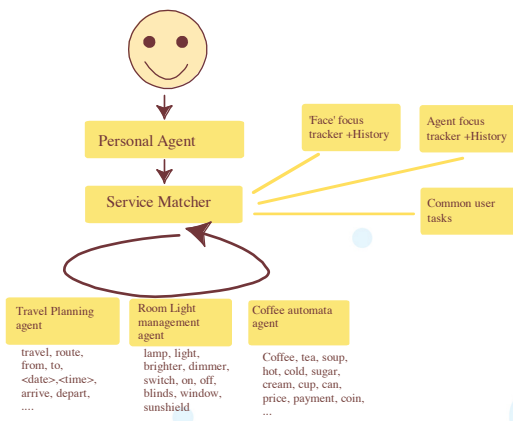 'Face' focus
tracker +History
Agent focus
tracker +History
Personal Agent
Service Matcher
Common user
tasks
Travel Planning
agent
travel, route,
from, to,
<date>,<time>,
arrive, depart,
....
Room Light
management
agent
lamp, light,
brighter, dimmer,
switch, on, off,
blinds, window,
sunshield
Coffee automata
agent
Coffee, tea, soup,
hot, cold, sugar,
cream, cup, can,
price, payment, coin,
...